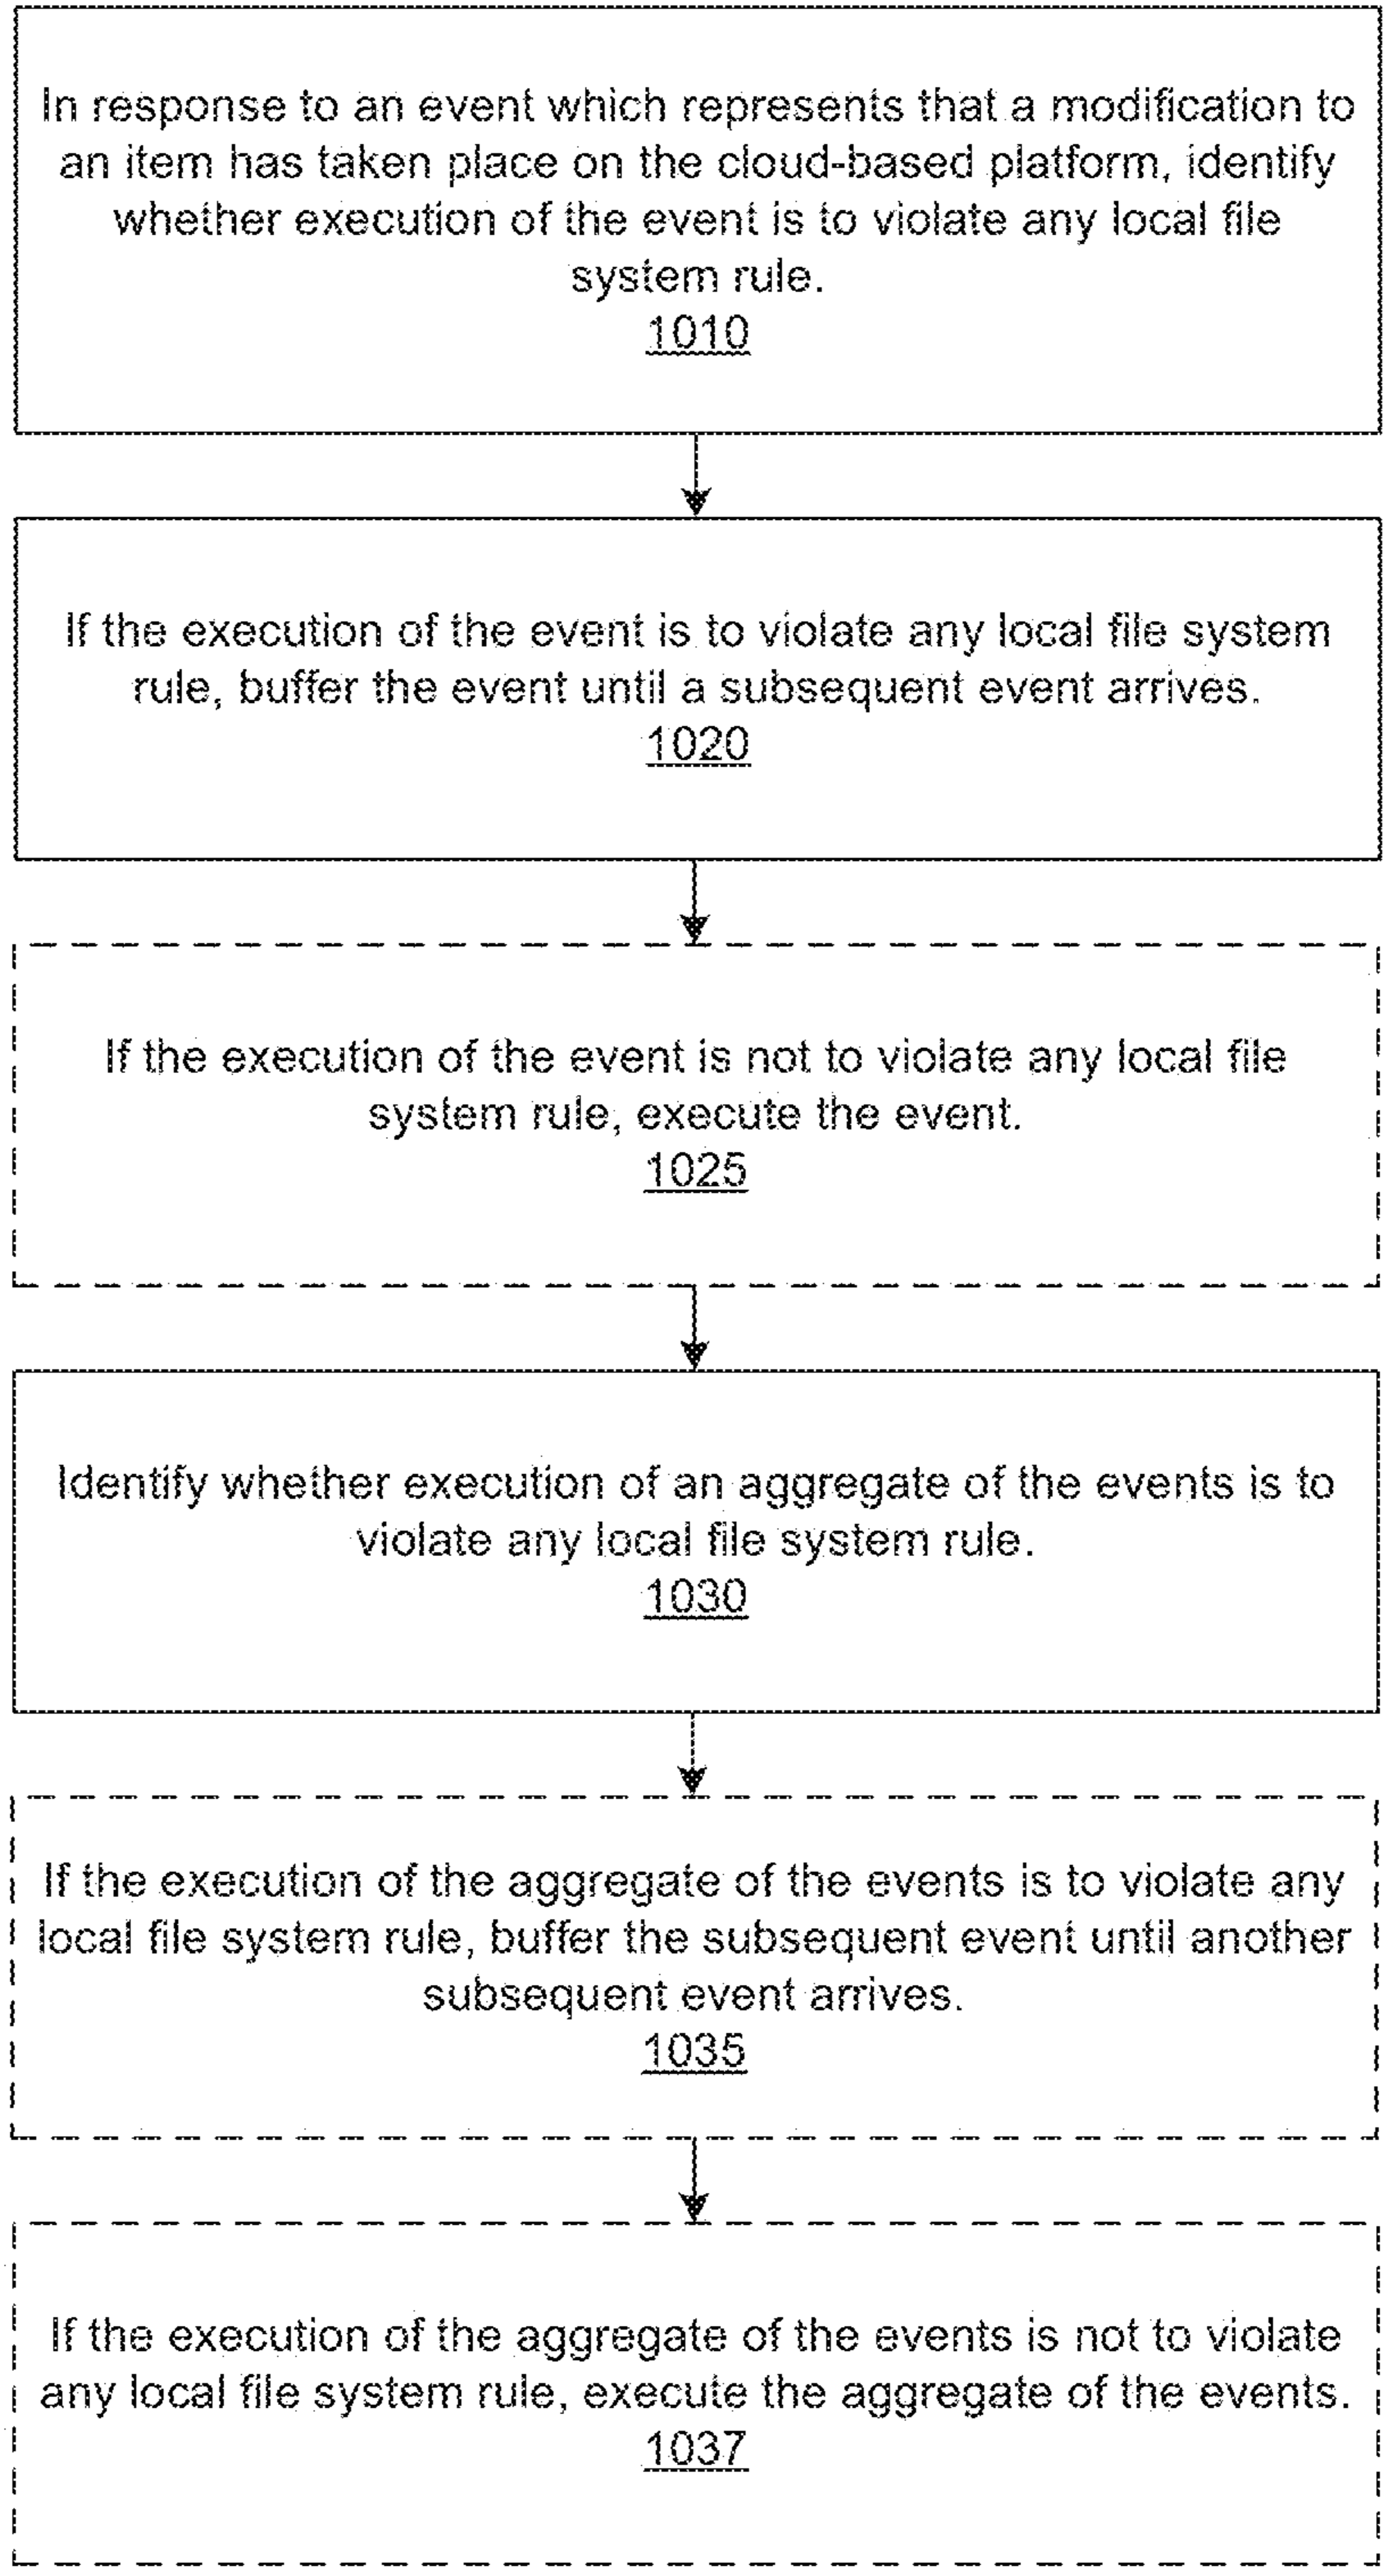 In response to an event which represents that a modification to
an item has taken place on the cloud-based platform, identify
whether execution of the event is to violate any local file
system rule.
1010
If the execution of the event is to violate any local file system
rule, buffer the event until a subsequent event arrives.
1020
If the execution of the event is not to violate any local file
system rule, execute the event.
1025
Identify whether execution of an aggregate of the events is to
violate any local file system rule.
1030
If the execution of the aggregate of the events is to violate any
local file system rule, buffer the subsequent event until another
subsequent event arrives.
1035
If the execution of the aggregate of the events is not to violate
any local file system rule, execute the aggregate of the events.
1037